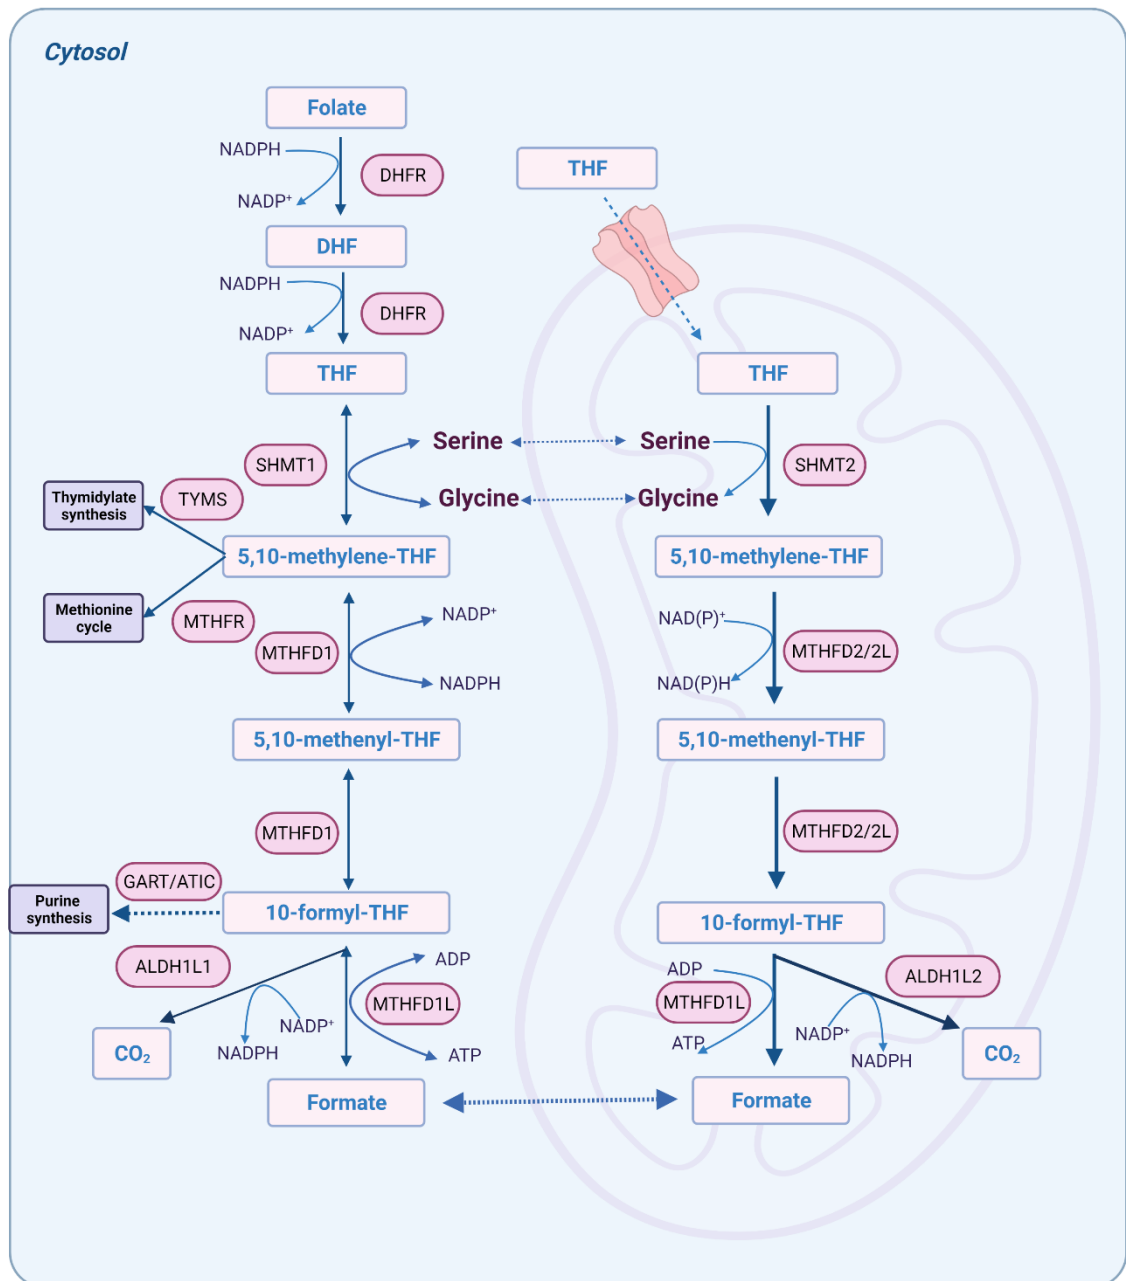 Cytosol
Folate
NADPH
DHFR
NADP⁺
THF
DHF
NADPH
DHFR
NADP⁺
THF
THF
Serine
Serine
SHMT1
SHMT2
Glycine
Glycine
TYMS
Thymidylate
synthesis
5,10-methylene-THF
5,10-methylene-THF
Methionine
cycle
MTHFR
NADP⁺
NAD(P)⁺
MTHFD1
MTHFD2/2L
NADPH
NAD(P)H
5,10-methenyl-THF
5,10-methenyl-THF
MTHFD1
MTHFD2/2L
GART/ATIC
Purine
synthesis
10-formyl-THF
10-formyl-THF
ALDH1L1
ADP
ADP
ALDH1L2
MTHFD1L
MTHFD1L
NADP⁺
NADPH
ATP
ATP
NADP⁺
NADPH
CO₂
CO₂
Formate
Formate